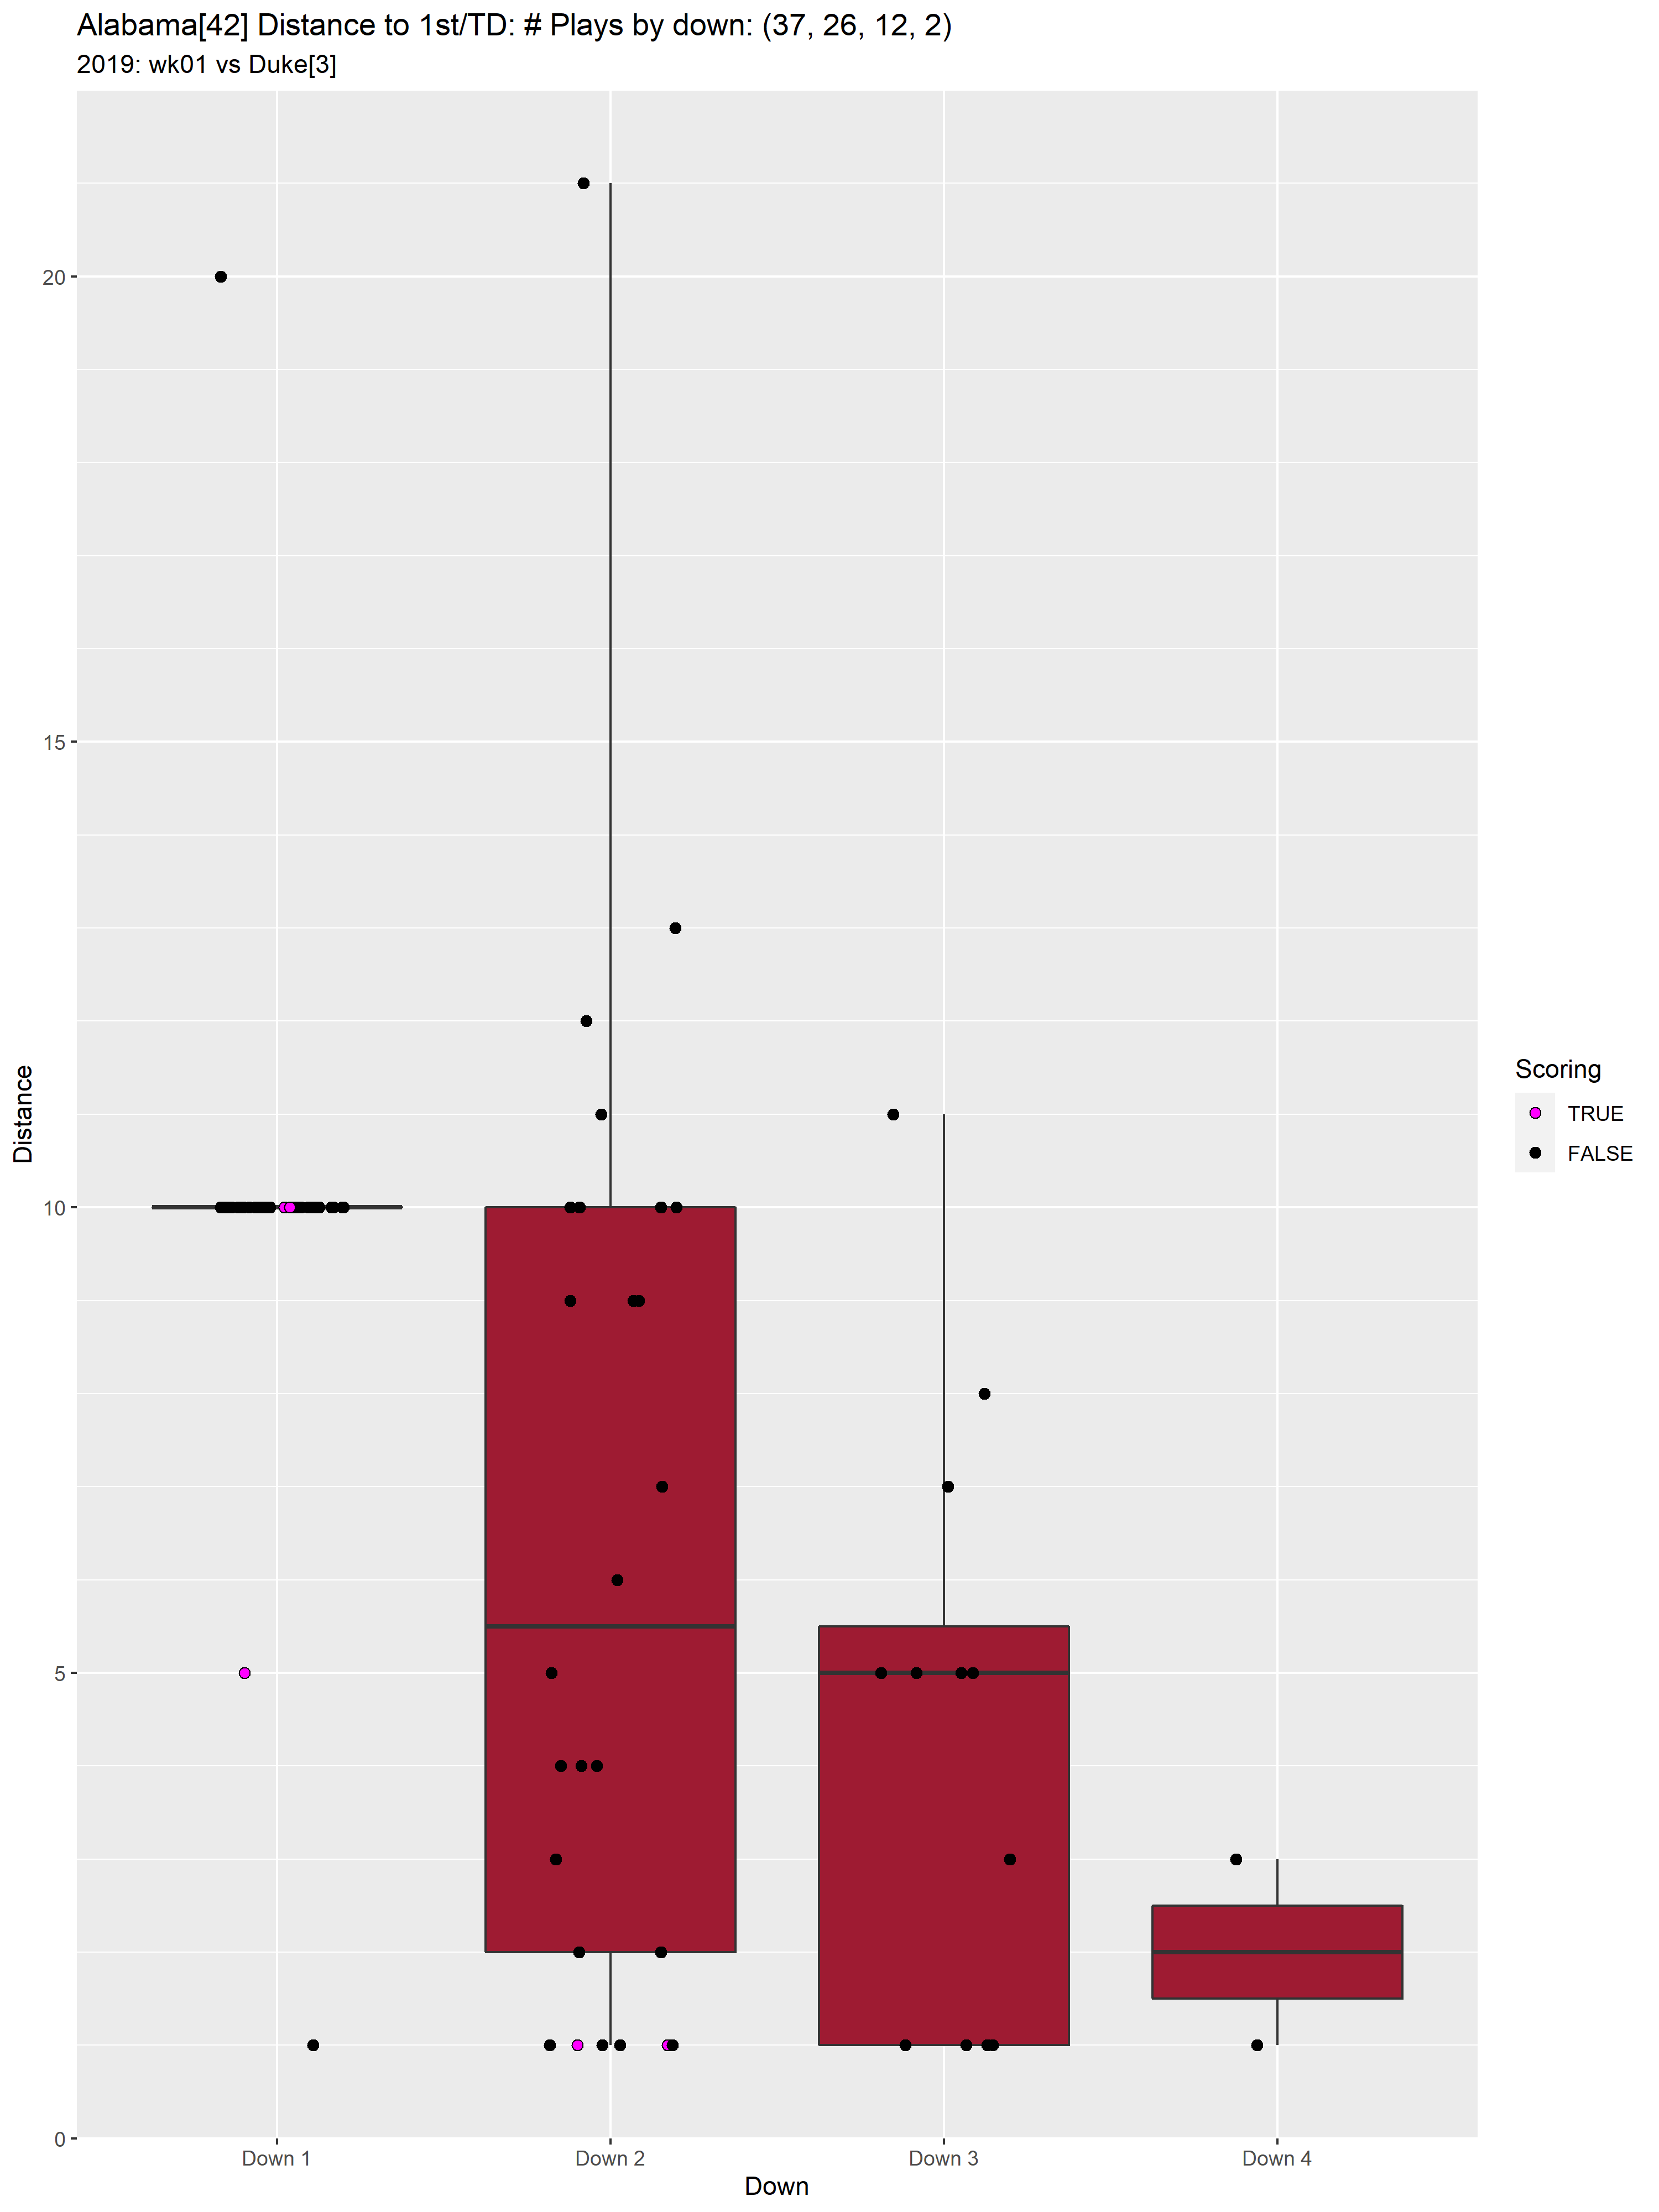 Alabama[42] Distance to 1st/TD: # Plays by down: (37, 26, 12, 2)
2019: wk01 vs Duke[3]
20
15
10
5
0
Distance
Down 1 Down 2 Down 3 Down 4
Down
Scoring
TRUE
FALSE